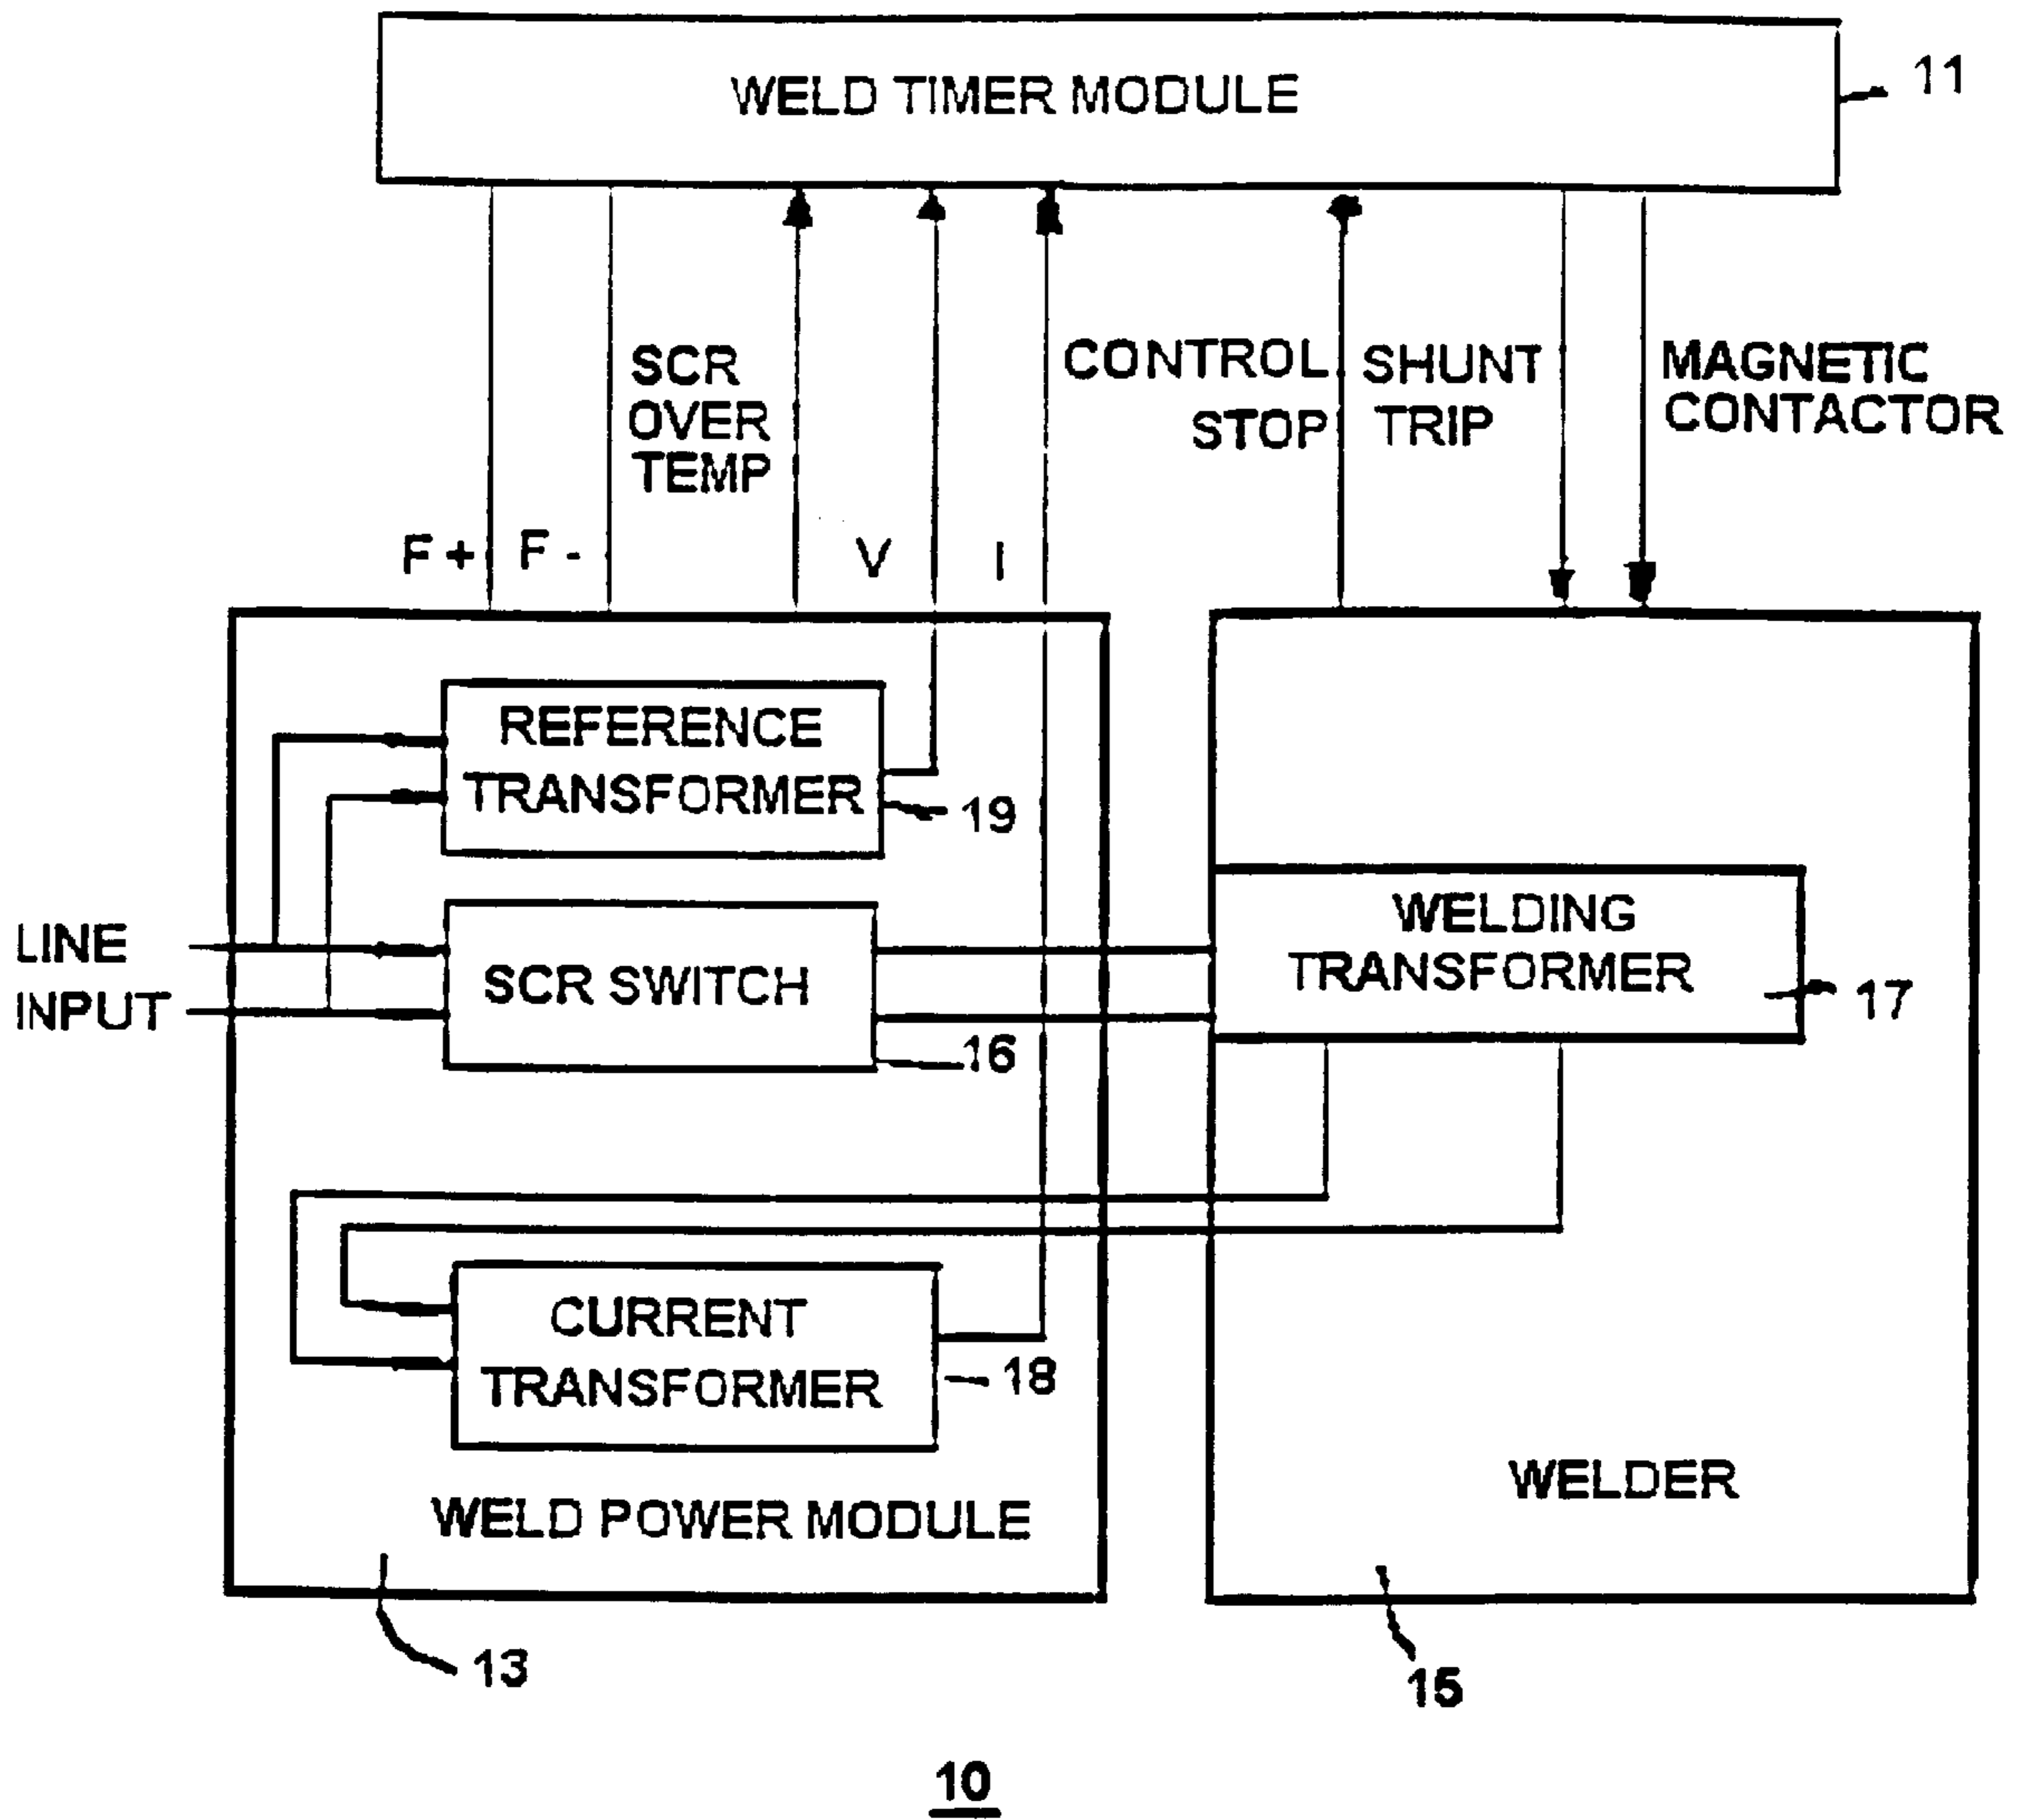 WELD TIMER MODULE
11
SCR
OVER
TEMP
F+
F-
V
I
CONTROL
STOP
SHUNT
TRIP
MAGNETIC
CONTACTOR
REFERENCE
TRANSFORMER
19
LINE
INPUT
SCR SWITCH
16
WELDING
TRANSFORMER
17
CURRENT
TRANSFORMER
18
WELD POWER MODULE
WELDER
13
15
10